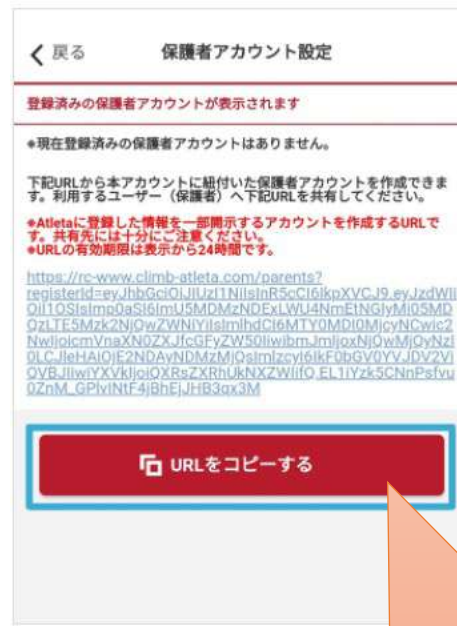 戻る
保護者アカウント設定
登録済みの保護者アカウントが表示されます
※現在登録済みの保護者アカウントはありません。
下記URLから本アカウントに紐付いた保護者アカウントを作成できま
す。利用するユーザー（保護者）へ下記URLを共有してください。
※Atletaに登録した情報を一部開示するアカウントを作成するURLで
す。共有先には十分にご注意ください。
※URLの有効期限は表示から24時間です。
https://rc-www.climb-atleta.com/parents?
URLをコピーする